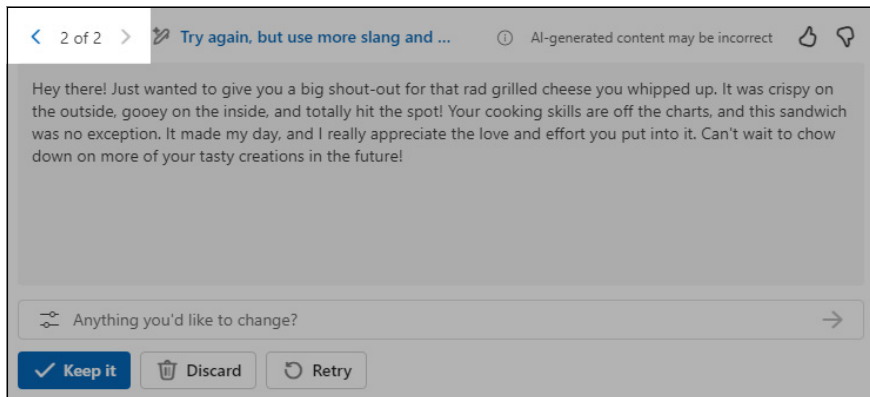 2 of 2
Try again, but use more slang and ...
AI-generated content may be incorrect
Hey there! Just wanted to give you a big shout-out for that rad grilled cheese you whipped up. It was crispy on
the outside, gooey on the inside, and totally hit the spot! Your cooking skills are off the charts, and this sandwich
was no exception. It made my day, and I really appreciate the love and effort you put into it. Can't wait to chow
down on more of your tasty creations in the future!
Anything you'd like to change?
Keep it
Discard
Retry